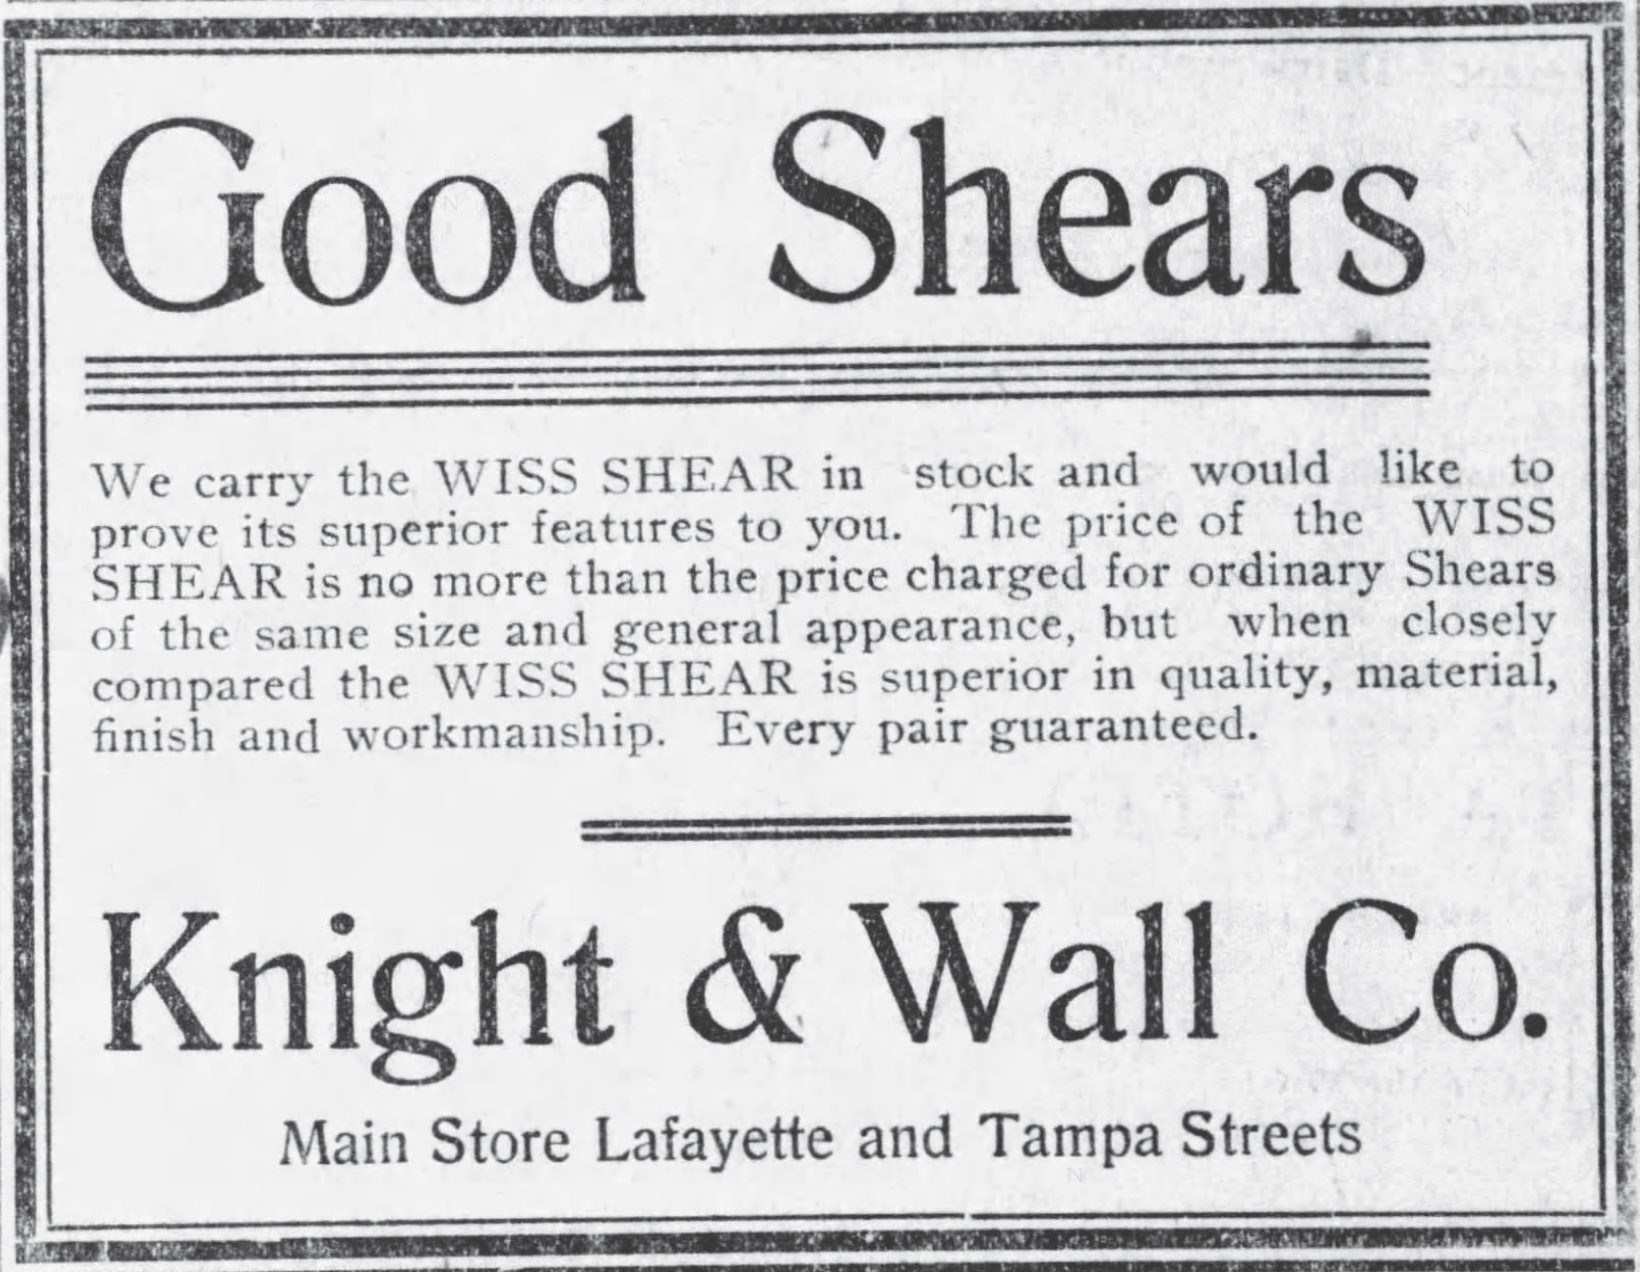 Good Shears
We carry the WISS SHEAR in stock and would like to
prove its superior features to you. The price of the WISS
SHEAR is no more than the price charged for ordinary Shears
of the same size and general appearance, but when closely
compared the WISS SHEAR is superior in quality, material,
finish and workmanship. Every pair guaranteed.
Knight & Wall Co.
Main Store Lafayette and Tampa Streets